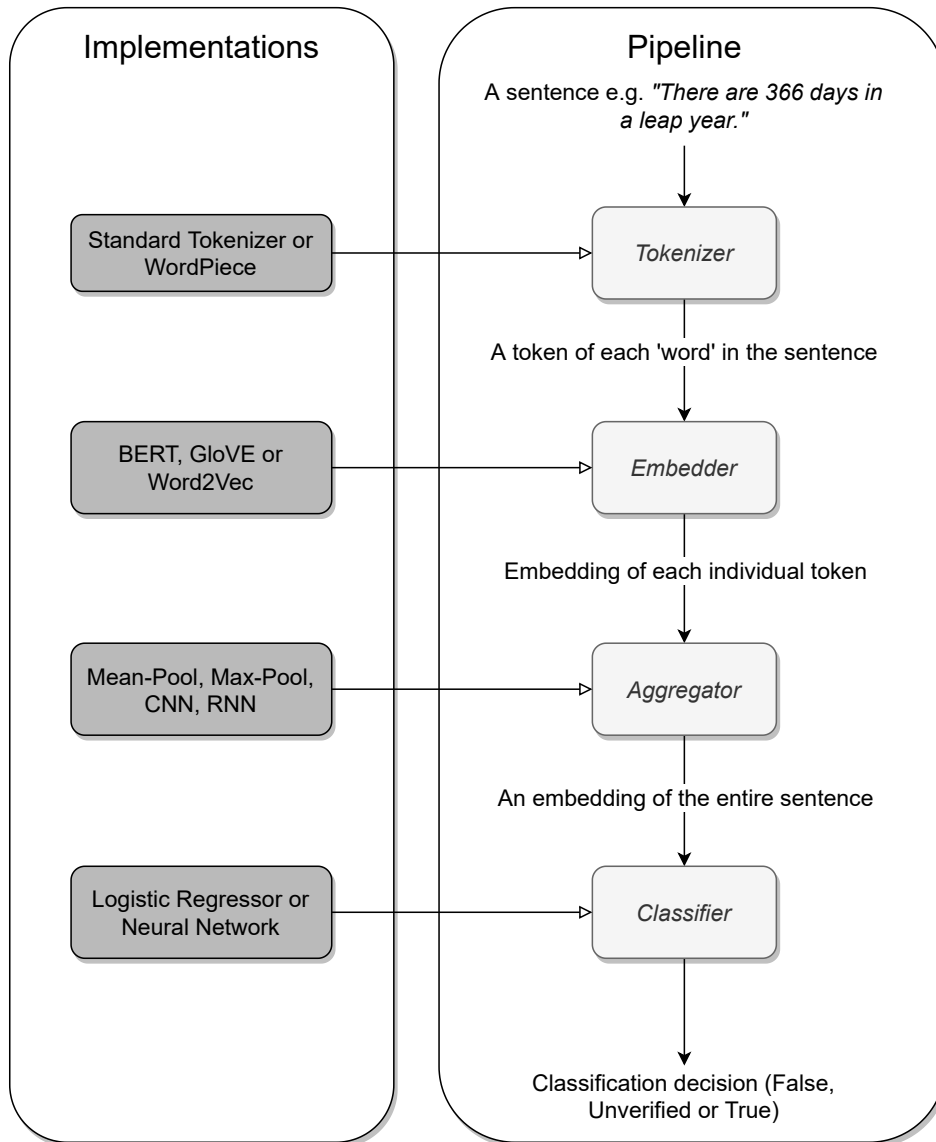 Implementations
Pipeline
A sentence e.g. "There are 366 days in
a leap year."
Standard Tokenizer or
WordPiece
Tokenizer
A token of each 'word' in the sentence
BERT, GloVE or
Word2Vec
Embedder
Embedding of each individual token
Mean-Pool, Max-Pool,
CNN, RNN
Aggregator
An embedding of the entire sentence
Logistic Regressor or
Neural Network
Classifier
Classification decision (False,
Unverified or True)